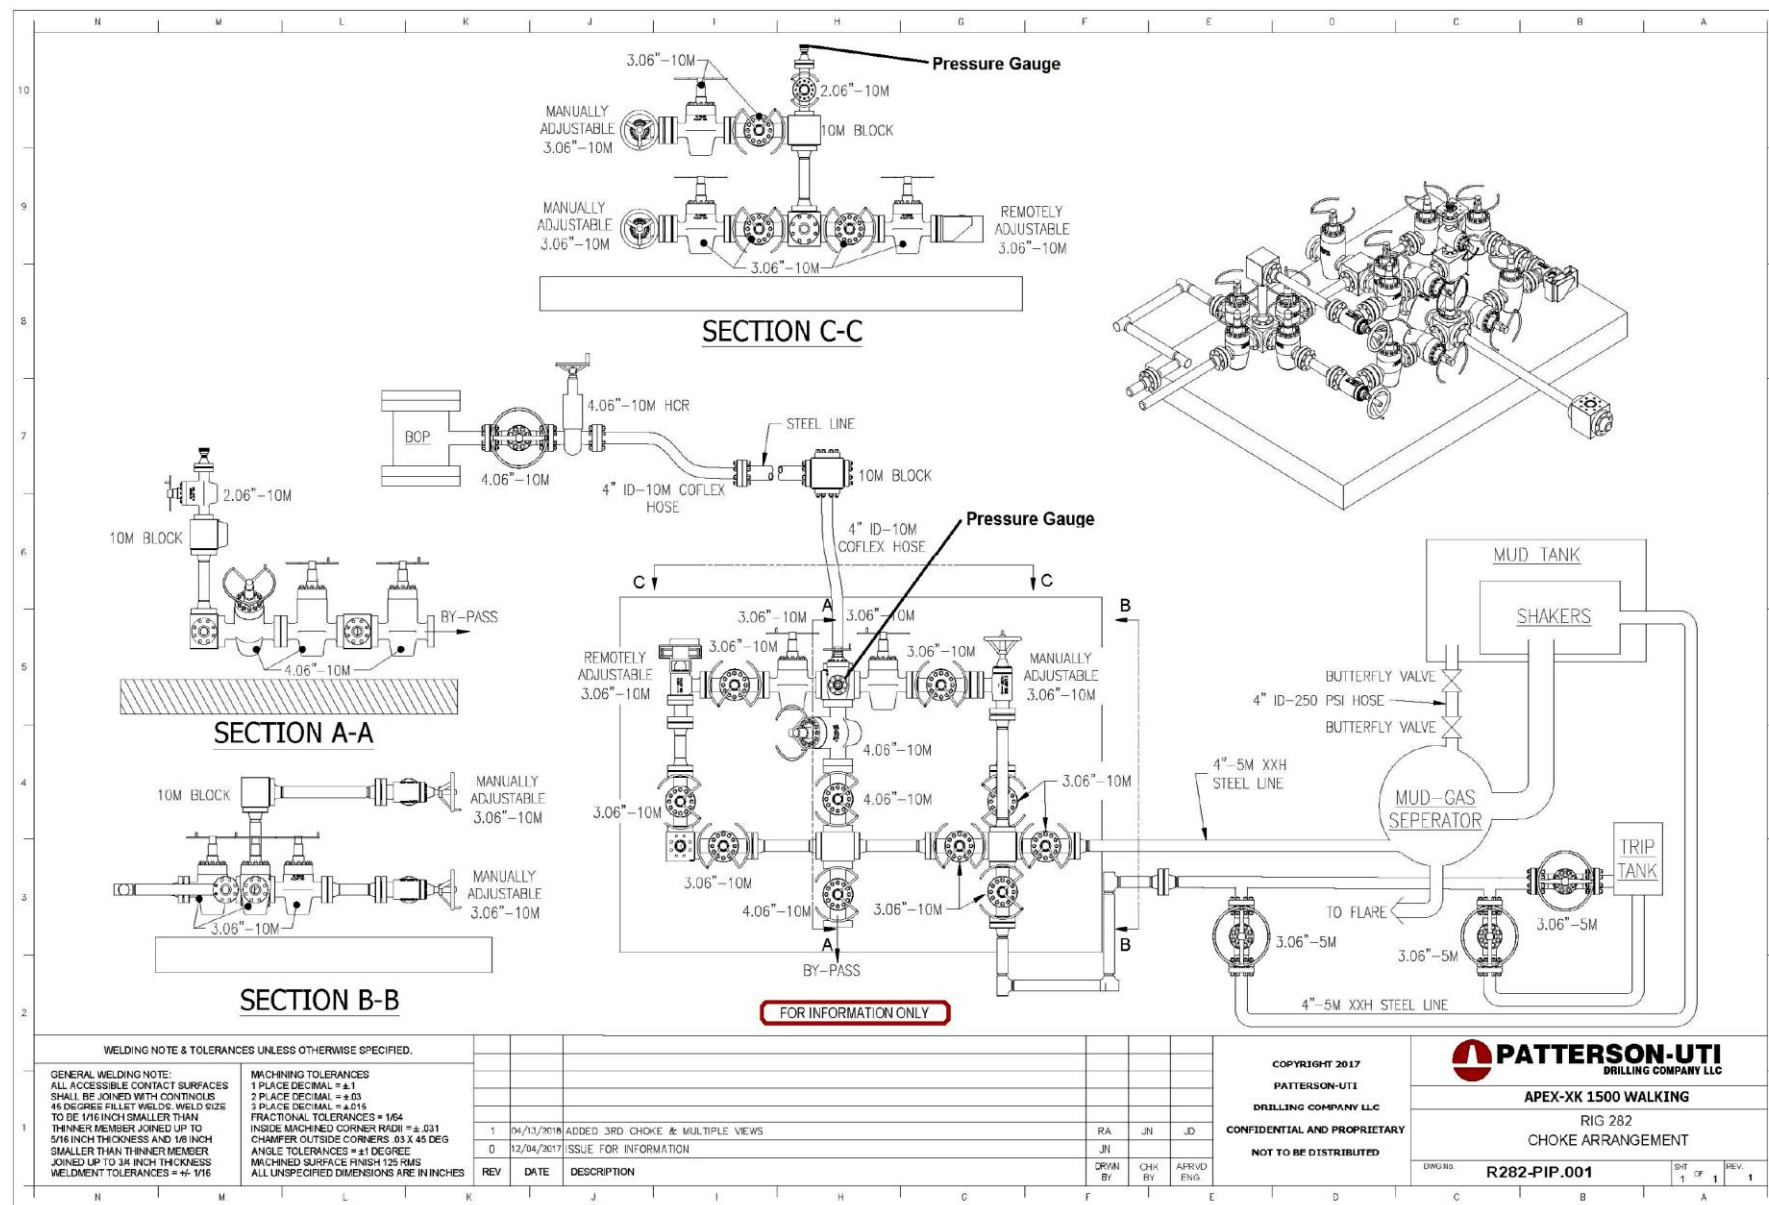 N M L K J I H G F E D C B A
10
9
8
7
6
5
4
3
2
1
3.06"-10M
Pressure Gauge
2.06"-10M
MANUALLY
ADJUSTABLE
3.06"-10M
10M BLOCK
MANUALLY
ADJUSTABLE
3.06"-10M
REMOTELY
ADJUSTABLE
3.06"-10M
3.06"-10M
SECTION C-C
BOP
4.06"-10M HCR
4.06"-10M
STEEL LINE
4" ID-10M COFLEX
HOSE
10M BLOCK
4" ID-10M
COFLEX HOSE
Pressure Gauge
2.06"-10M
10M BLOCK
BY-PASS
4.06"-10M
SECTION A-A
10M BLOCK
MANUALLY
ADJUSTABLE
3.06"-10M
MANUALLY
ADJUSTABLE
3.06"-10M
3.06"-10M
SECTION B-B
C C
A B
3.06"-10M 3.06"-10M
3.06"-10M 3.06"-10M
REMOTELY
ADJUSTABLE
3.06"-10M
MANUALLY
ADJUSTABLE
3.06"-10M
4.06"-10M
3.06"-10M
4.06"-10M
3.06"-10M
3.06"-10M
4.06"-10M
3.06"-10M
A B
BY-PASS
FOR INFORMATION ONLY
MUD TANK
SHAKERS
BUTTERFLY VALVE
4" ID-250 PSI HOSE
BUTTERFLY VALVE
4"-5M XXH
STEEL LINE
MUD-GAS
SEPERATOR
TRIP
TANK
TO FLARE
3.06"-5M
3.06"-5M
3.06"-5M
4"-5M XXH STEEL LINE
WELDING NOTE & TOLERANCES UNLESS OTHERWISE SPECIFIED.
GENERAL WELDING NOTE:
ALL ACCESSIBLE CONTACT SURFACES
SHALL BE JOINED WITH CONTINOUS
45 DEGREE FILLET WELDS. WELD SIZE
TO BE 1/16 INCH SMALLER THAN
THINNER MEMBER JOINED UP TO
5/16 INCH THICKNESS AND 1/8 INCH
SMALLER THAN THINNER MEMBER
JOINED UP TO 3/4 INCH THICKNESS
WELDMENT TOLERANCES = +/- 1/16
MACHINING TOLERANCES
1 PLACE DECIMAL = ±.1
2 PLACE DECIMAL = ±.03
3 PLACE DECIMAL = ±.015
FRACTIONAL TOLERANCES = 1/64
INSIDE MACHINED CORNER RADII = ±.031
CHAMFER OUTSIDE CORNERS .03 X 45 DEG
ANGLE TOLERANCES = ±1 DEGREE
MACHINED SURFACE FINISH 125 RMS
ALL UNSPECIFIED DIMENSIONS ARE IN INCHES
1 04/13/2018 ADDED 3RD CHOKE & MULTIPLE VIEWS RA JN JD
0 12/04/2017 ISSUE FOR INFORMATION JN
REV DATE DESCRIPTION DRWN BY CHK BY APRVD ENG.
COPYRIGHT 2017
PATTERSON-UTI
DRILLING COMPANY LLC
CONFIDENTIAL AND PROPRIETARY
NOT TO BE DISTRIBUTED
PATTERSON-UTI
DRILLING COMPANY LLC
APEX-XK 1500 WALKING
RIG 282
CHOKE ARRANGEMENT
DWG No. R282-PIP.001 SHT 1 OF 1 REV. 1
N M L K J I H G F E D C B A